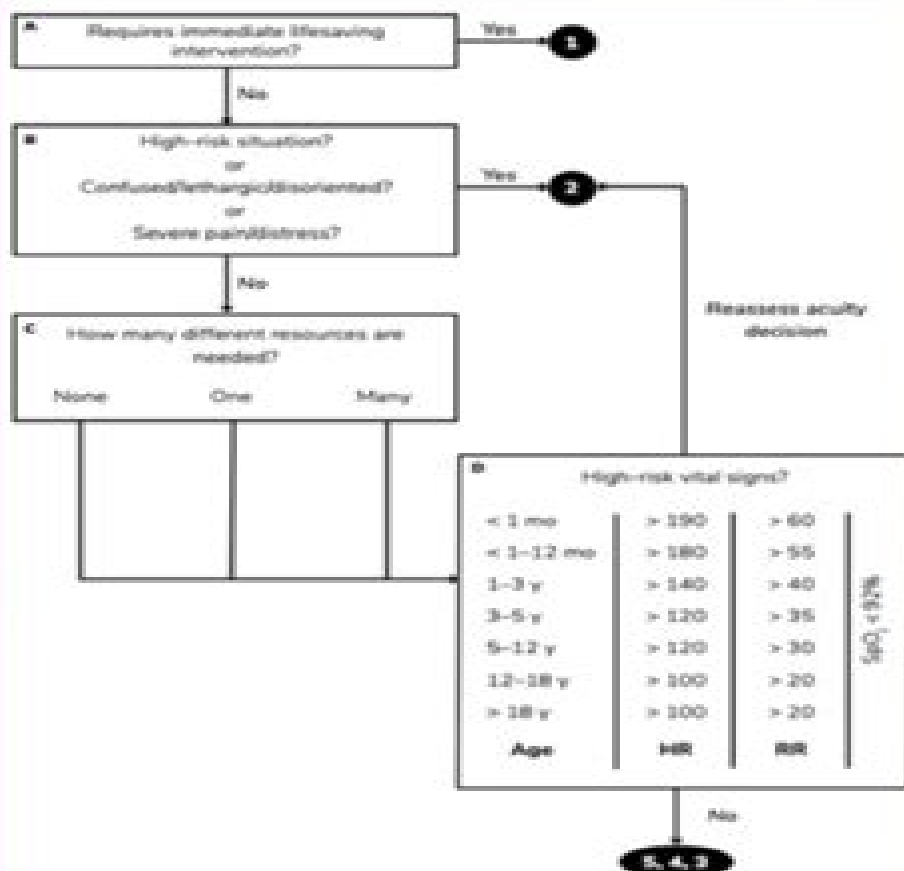 A
Requires immediate lifesaving
intervention?
Yes
1
No
B
High-risk situation?
or
Confused/lethargic/disoriented?
or
Severe pain/distress?
Yes
2
No
C
How many different resources are
needed?
None One Many
Reassess acuity
decision
D
High-risk vital signs?
< 1 mo > 190 > 60
< 1–12 mo > 180 > 55
1–3 y > 140 > 40
3–5 y > 120 > 35
5–12 y > 120 > 30
12–18 y > 100 > 20
> 18 y > 100 > 20
Age HR RR
SpO₂ < 92%
No
5, 4, 3